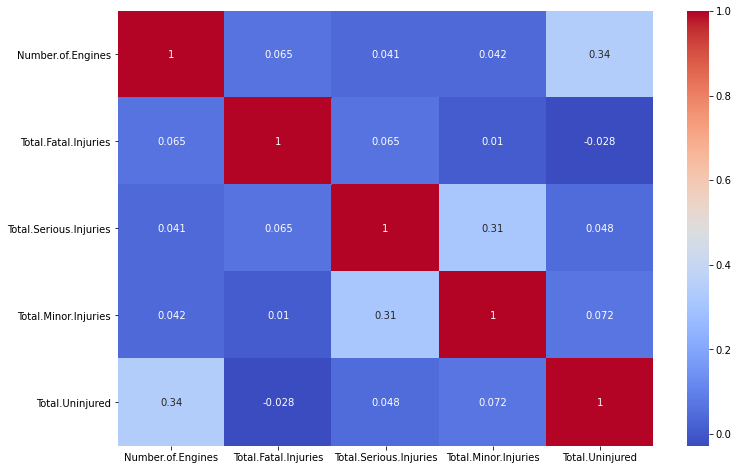 Number.of.Engines 1 0.065 0.041 0.042 0.34
Total.Fatal.Injuries 0.065 1 0.065 0.01 -0.028
Total.Serious.Injuries 0.041 0.065 1 0.31 0.048
Total.Minor.Injuries 0.042 0.01 0.31 1 0.072
Total.Uninjured 0.34 -0.028 0.048 0.072 1
Number.of.Engines Total.Fatal.Injuries Total.Serious.Injuries Total.Minor.Injuries Total.Uninjured
1.0
0.8
0.6
0.4
0.2
0.0